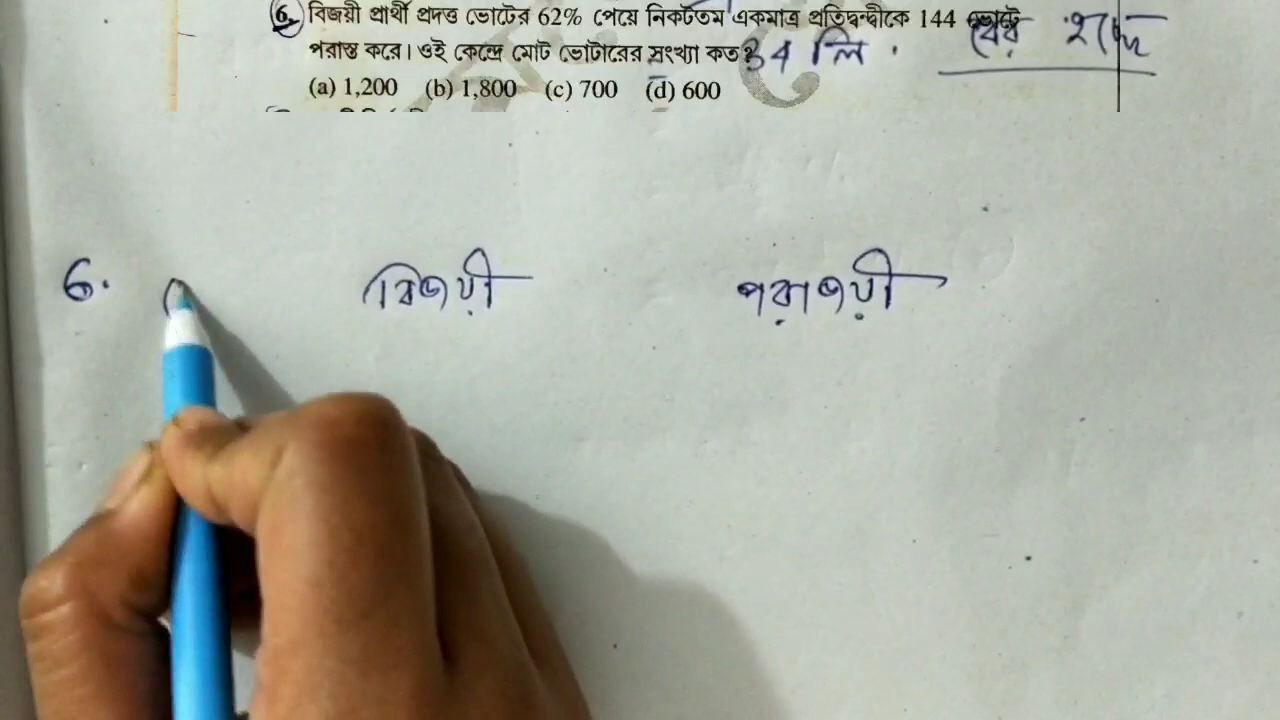 6. বিজয়ী প্রার্থী প্রদত্ত ভোটের 62% পেয়ে নিকটতম একমাত্র প্রতিদ্বন্দ্বীকে 144 ভোটে
পরাস্ত করে। ওই কেন্দ্রে মোট ভোটারের সংখ্যা কত? 34 লি.
(a) 1,200 (b) 1,800 (c) 700 (d) 600
6. বিজয়ী পরাজয়ী